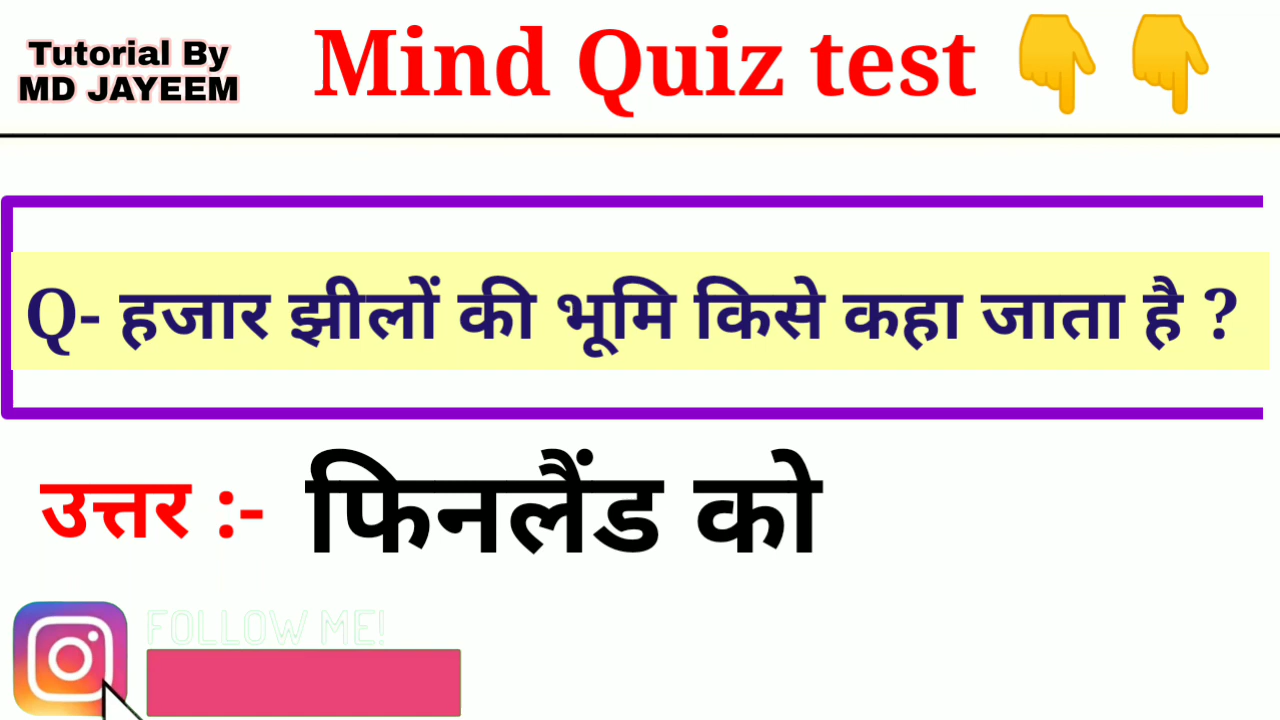 Tutorial By
MD JAYEEM
Mind Quiz test 👇👇
Q- हजार झीलों की भूमि किसे कहा जाता है ?
उत्तर :- फिनलैंड को
FOLLOW ME!